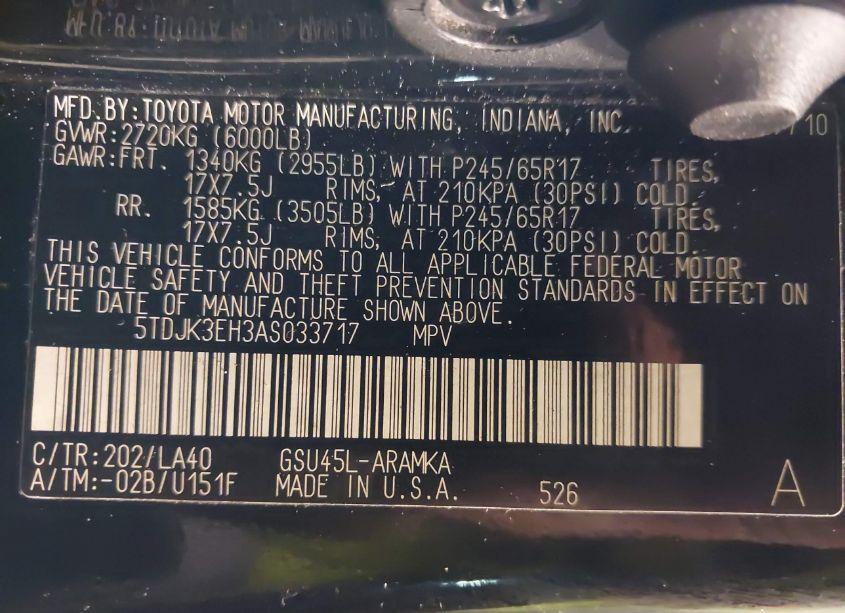 MFD. BY: TOYOTA MOTOR MANUFACTURING, INDIANA, INC. /10
GVWR: 2720KG (6000LB)
GAWR: FRT. 1340KG (2955LB) WITH P245/65R17 TIRES,
17X7.5J RIMS, AT 210KPA (30PSI) COLD.
RR. 1585KG (3505LB) WITH P245/65R17 TIRES,
17X7.5J RIMS, AT 210KPA (30PSI) COLD.
THIS VEHICLE CONFORMS TO ALL APPLICABLE FEDERAL MOTOR
VEHICLE SAFETY AND THEFT PREVENTION STANDARDS IN EFFECT ON
THE DATE OF MANUFACTURE SHOWN ABOVE.
5TDJK3EH3AS033717 MPV
C/TR: 202/LA40 GSU45L-ARAMKA
A/TM: -02B/U151F MADE IN U.S.A. 526 A